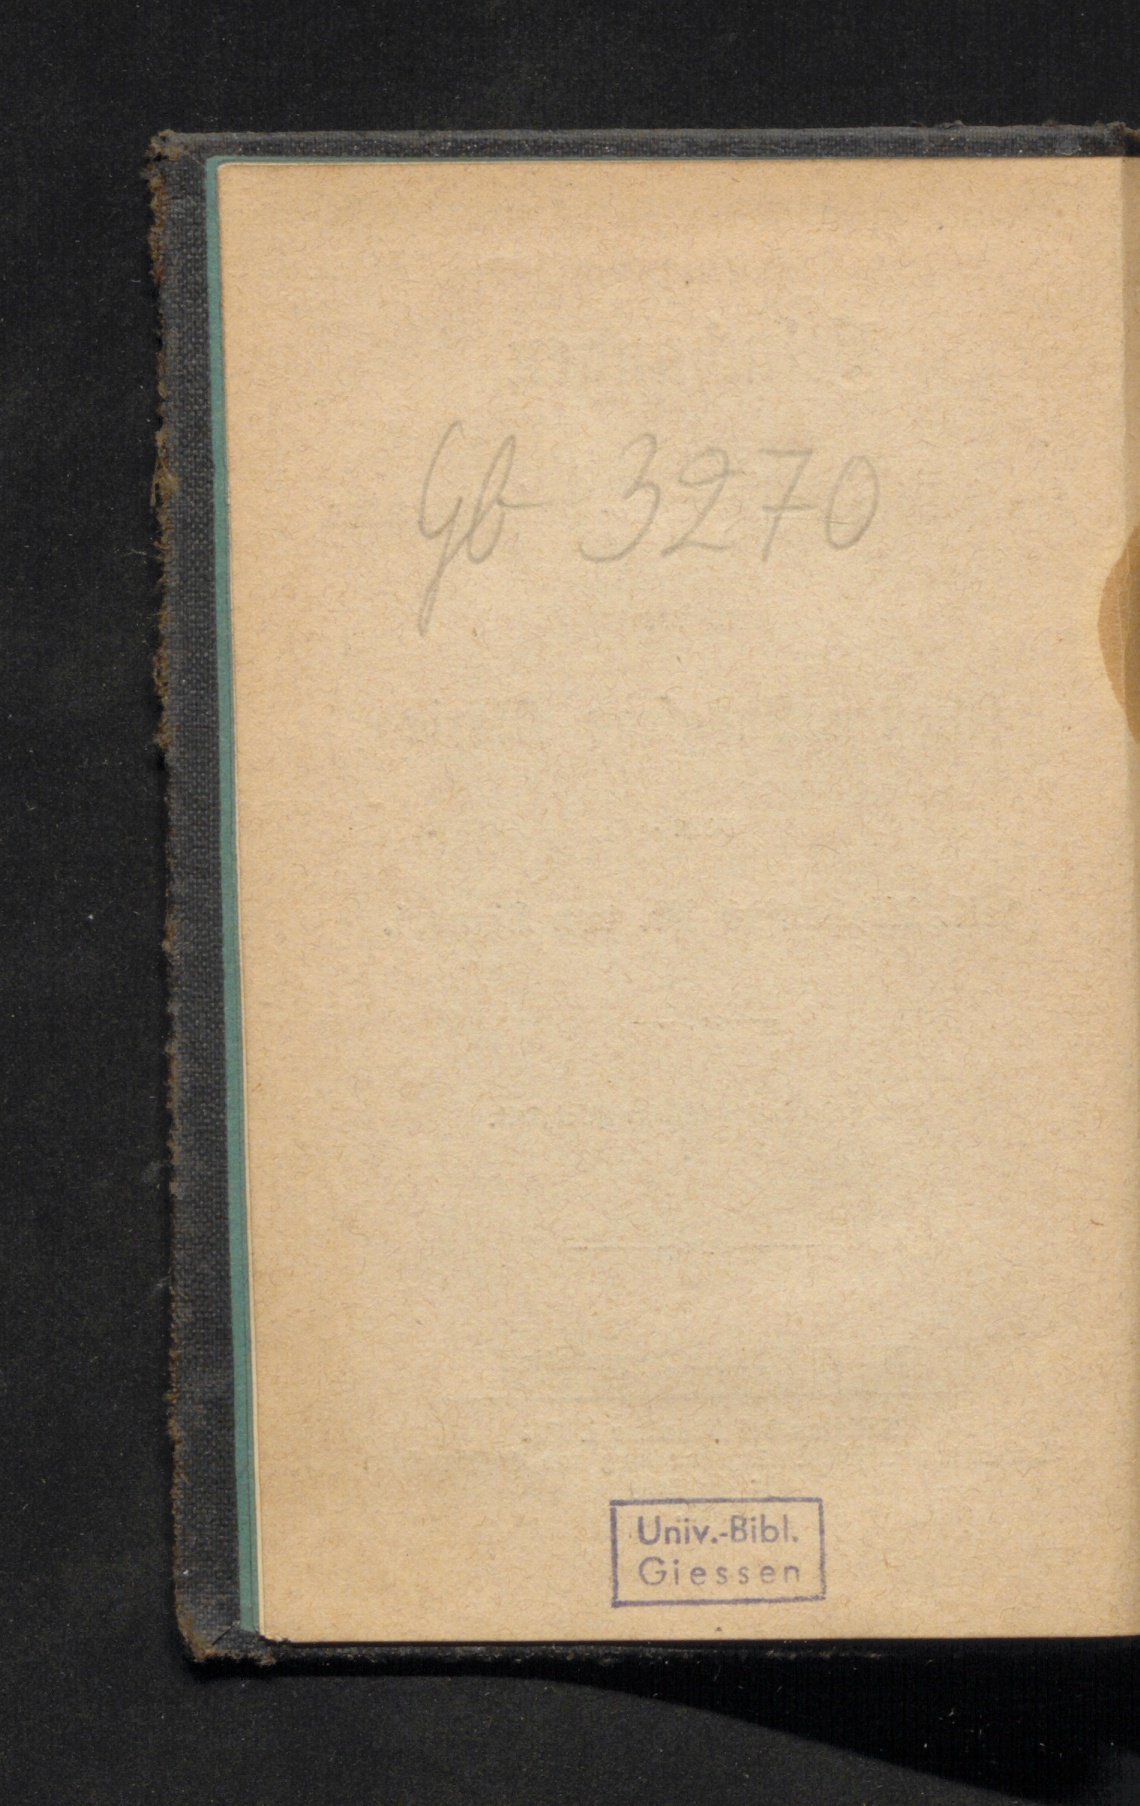 Gb 3270
Univ.-Bibl.
Giessen